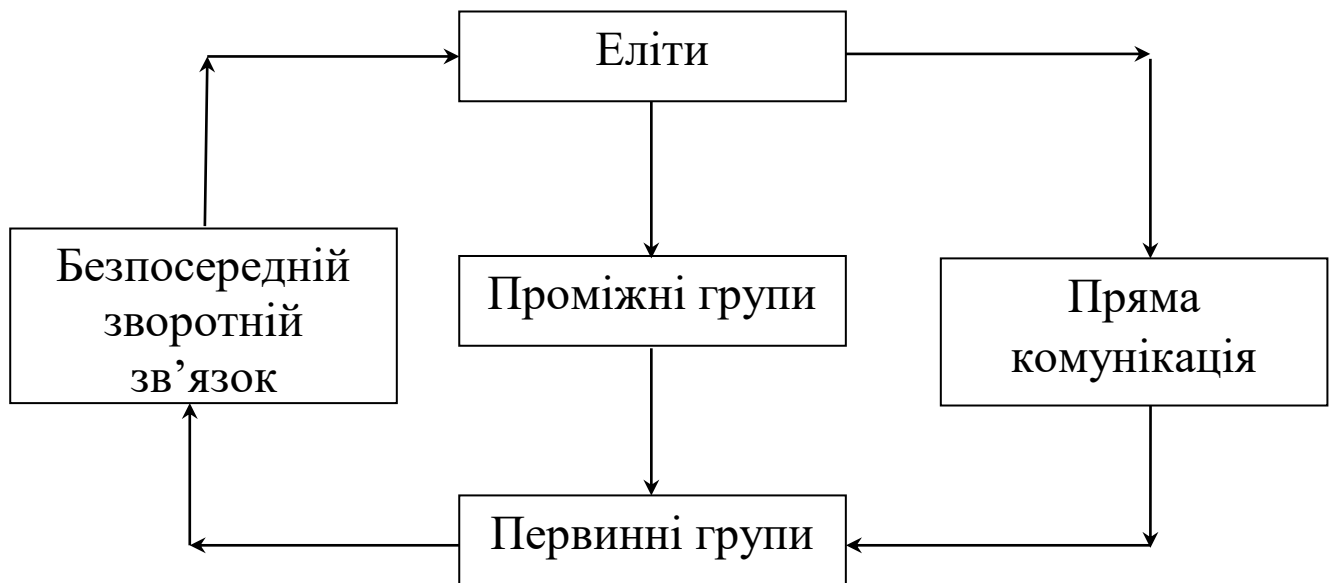 Еліти
Безпосередній
зворотній
зв’язок
Проміжні групи
Пряма
комунікація
Первинні групи